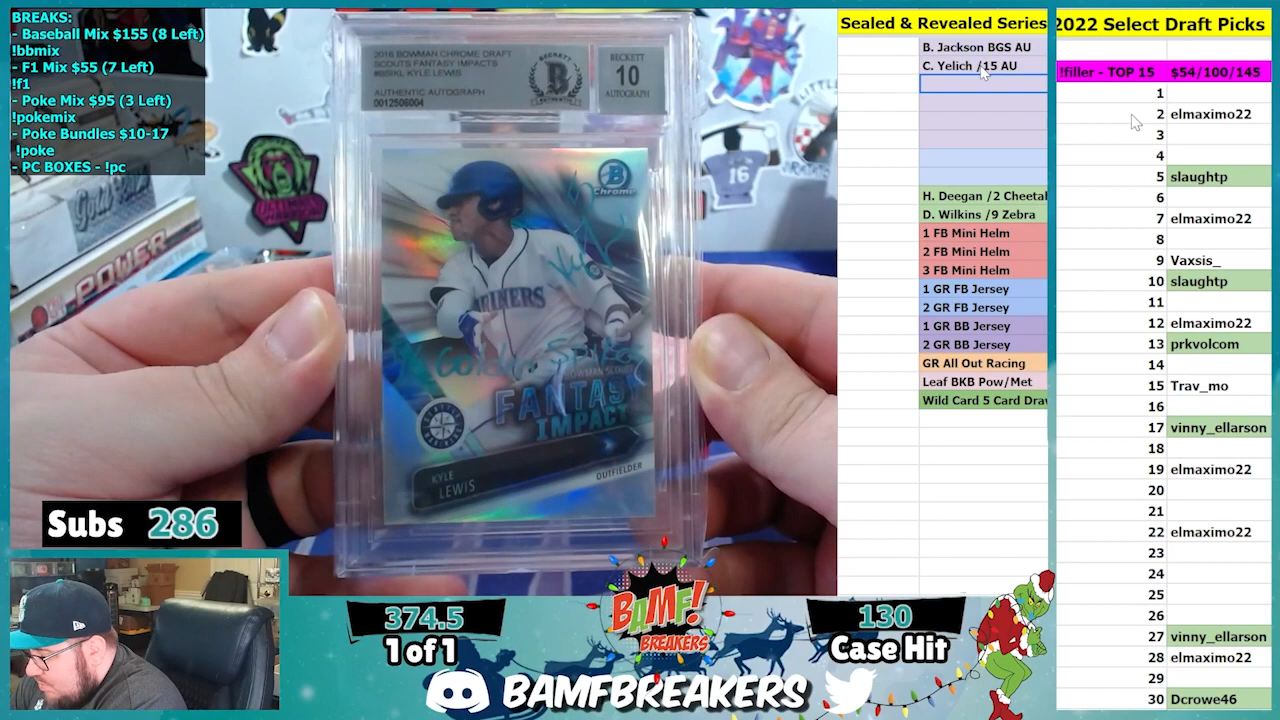 BREAKS:
- Baseball Mix $155 (8 Left)
!bbmix
- F1 Mix $55 (7 Left)
!f1
- Poke Mix $95 (3 Left)
!pokemix
- Poke Bundles $10-17
!poke
- PC BOXES - !pc
POWER
2016 BOWMAN CHROME DRAFT
SCOUTS FANTASY IMPACTS
KYLE LEWIS
AUTHENTIC AUTOGRAPH
0012506004
BECKETT
10
AUTOGRAPH
B
Chrome
MARINERS
Golden Spikes
BOWMAN SCOUTS
FANTASY
IMPACT
KYLE
LEWIS
OUTFIELDER
16
Subs 286
374.5
1 of 1
BAMF!
BREAKERS
130
Case Hit
BAMFBREAKERS
Sealed & Revealed Series
B. Jackson BGS AU
C. Yelich /15 AU
H. Deegan /2 Cheetal
D. Wilkins /9 Zebra
1 FB Mini Helm
2 FB Mini Helm
3 FB Mini Helm
1 GR FB Jersey
2 GR FB Jersey
1 GR BB Jersey
2 GR BB Jersey
GR All Out Racing
Leaf BKB Pow/Met
Wild Card 5 Card Drav
2022 Select Draft Picks
!filler - TOP 15 $54/100/145
1
2 elmaximo22
3
4
5 slaughtp
6
7 elmaximo22
8
9 Vaxsis_
10 slaughtp
11
12 elmaximo22
13 prkvolcom
14
15 Trav_mo
16
17 vinny_ellarson
18
19 elmaximo22
20
21
22 elmaximo22
23
24
25
26
27 vinny_ellarson
28 elmaximo22
29
30 Dcrowe46